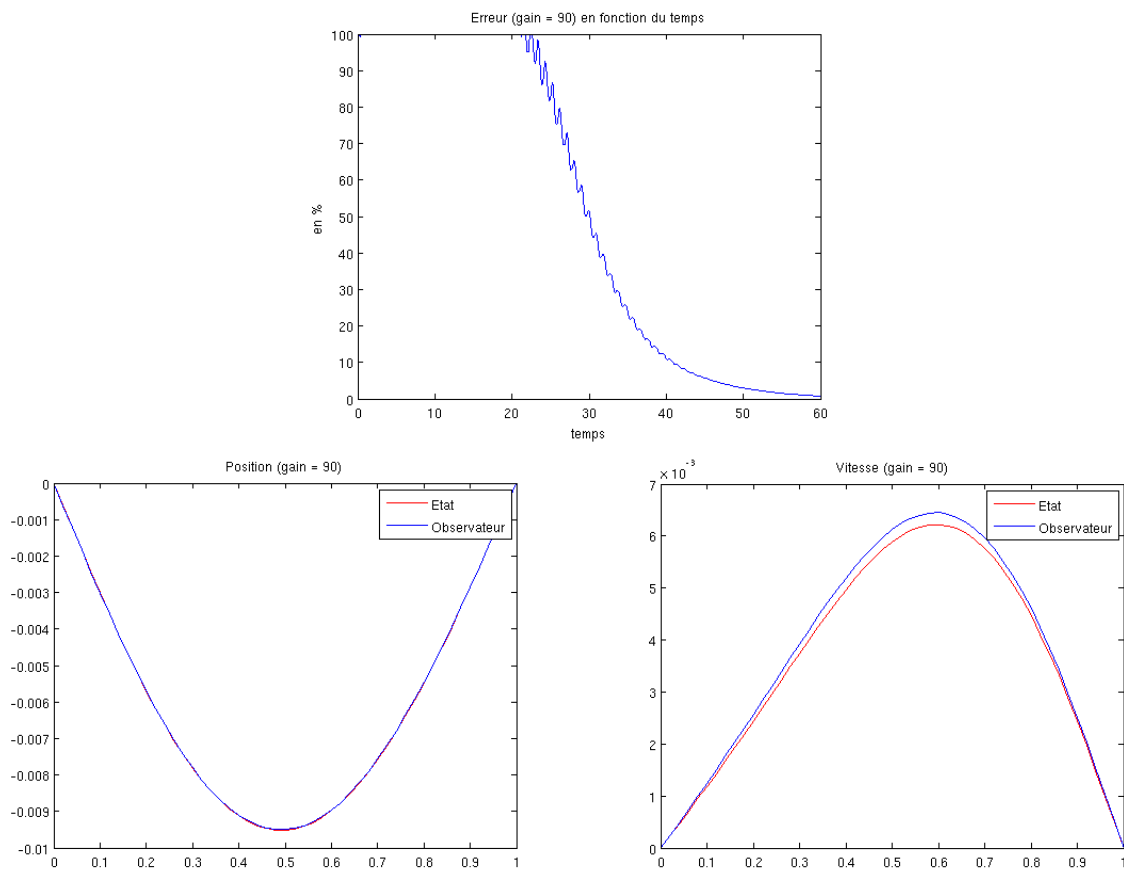 Erreur (gain = 90) en fonction du temps
100
90
80
70
60
50
40
30
20
10
0
en %
0 10 20 30 40 50 60
temps
Position (gain = 90)
0
-0.001
-0.002
-0.003
-0.004
-0.005
-0.006
-0.007
-0.008
-0.009
-0.01
Etat
Observateur
0 0.1 0.2 0.3 0.4 0.5 0.6 0.7 0.8 0.9 1
Vitesse (gain = 90)
× 10⁻³
7
6
5
4
3
2
1
0
Etat
Observateur
0 0.1 0.2 0.3 0.4 0.5 0.6 0.7 0.8 0.9 1